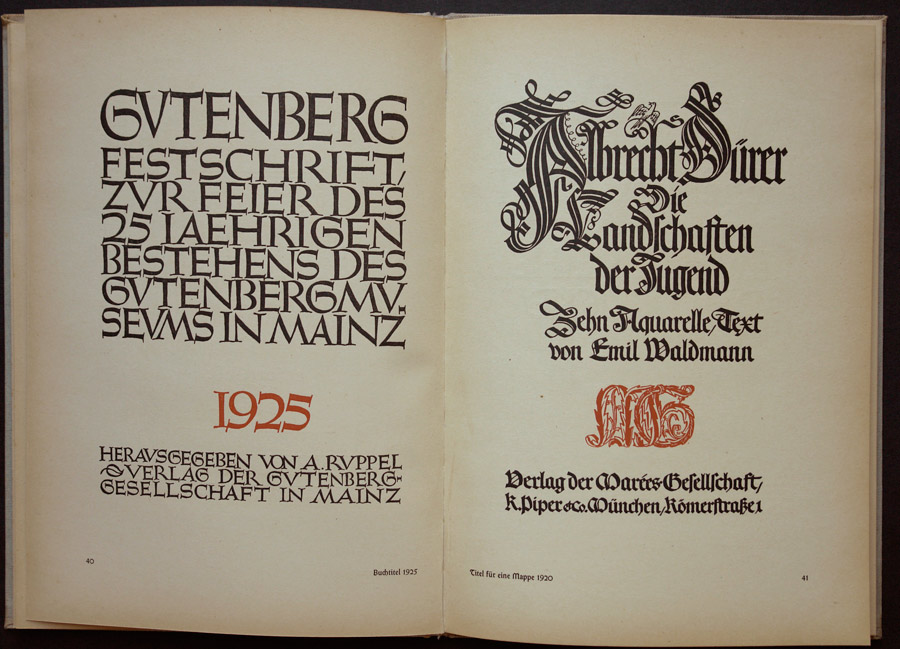 GVTENBERG
FESTSCHRIFT,
ZVR FEIER DES
25 IAEHRIGEN
BESTEHENS DES
GVTENBERGMV-
SEVMS IN MAINZ
1925
HERAVSGEGEBEN VON A. RVPPEL
& VERLAG DER GVTENBERG-
GESELLSCHAFT IN MAINZ
40
Buchtitel 1925
Albrecht Dürer
Die
Landschaften
der Jugend
Zehn Aquarelle, Text
von Emil Waldmann
MG
Verlag der Marées-Gesellschaft,
R. Piper & Co. München, Römerstraße 1
Titel für eine Mappe 1920
41